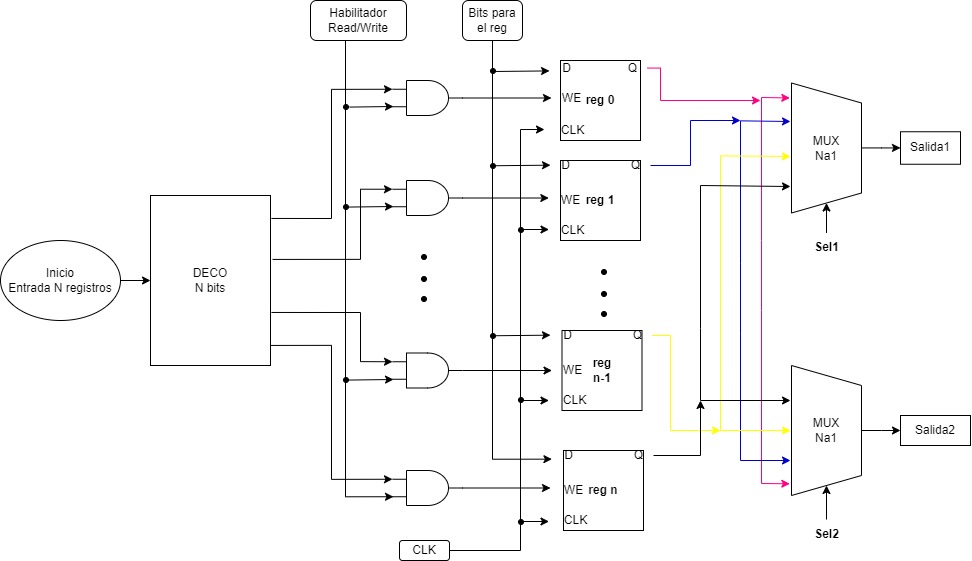 Habilitador
Read/Write
Bits para
el reg
D
Q
WE reg 0
CLK
MUX
Na1
Salida1
Sel1
D
Q
WE reg 1
CLK
Inicio
Entrada N registros
DECO
N bits
D
Q
reg
WE
n-1
CLK
MUX
Na1
Salida2
Sel2
D
Q
WE reg n
CLK
CLK